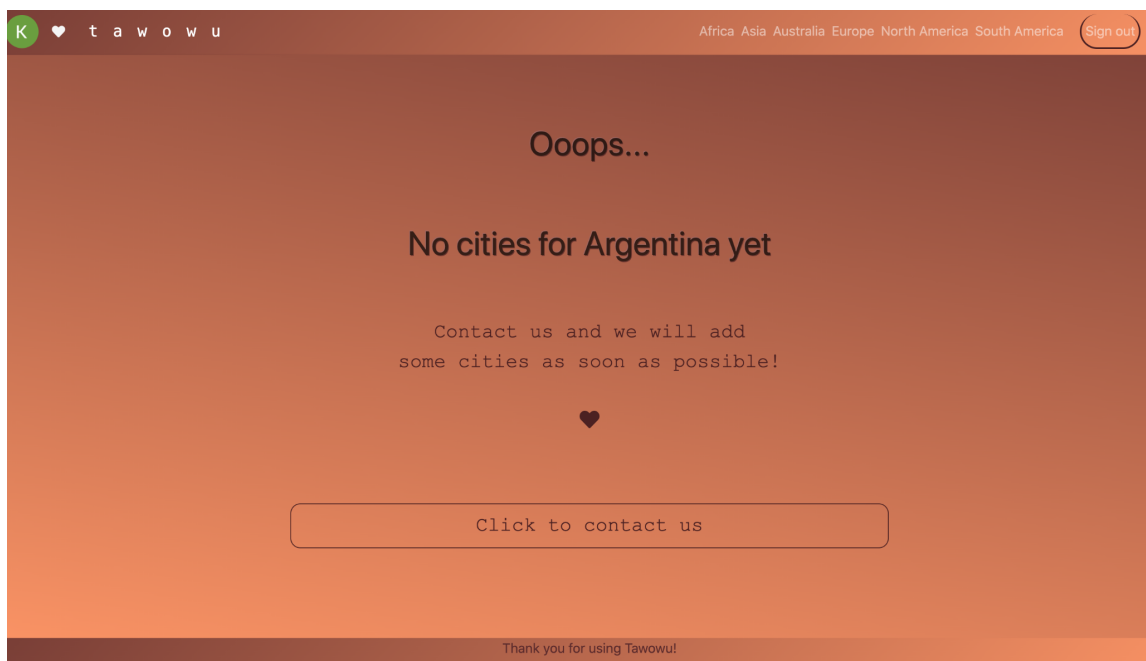 K ♥ tawowu
Africa Asia Australia Europe North America South America Sign out
Ooops...
No cities for Argentina yet
Contact us and we will add
some cities as soon as possible!
Click to contact us
Thank you for using Tawowu!